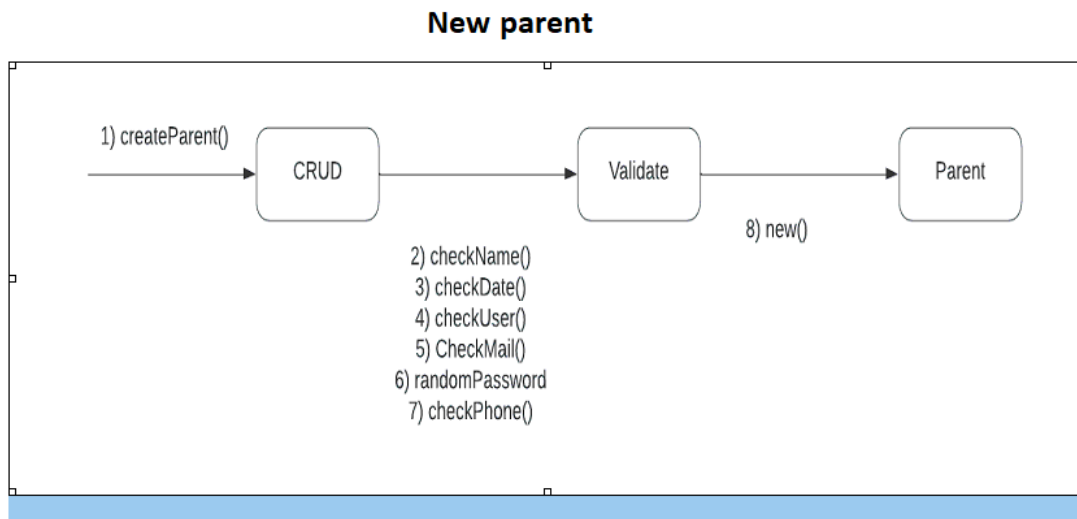 New parent
1) createParent()
CRUD
Validate
Parent
8) new()
2) checkName()
3) checkDate()
4) checkUser()
5) CheckMail()
6) randomPassword
7) checkPhone()